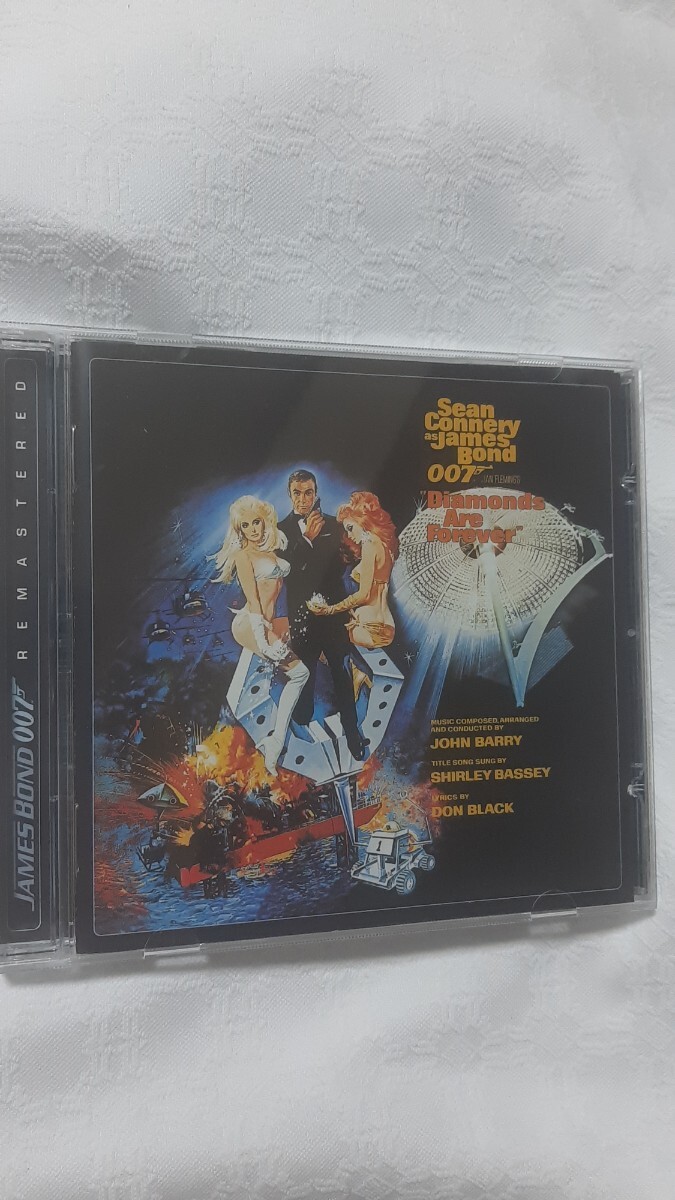 JAMES BOND 007 REMASTERED
Sean
Connery
as James
Bond
007
IAN FLEMING'S
"Diamonds
Are
Forever"
MUSIC COMPOSED, ARRANGED
AND CONDUCTED BY
JOHN BARRY
TITLE SONG SUNG BY
SHIRLEY BASSEY
LYRICS BY
DON BLACK
1